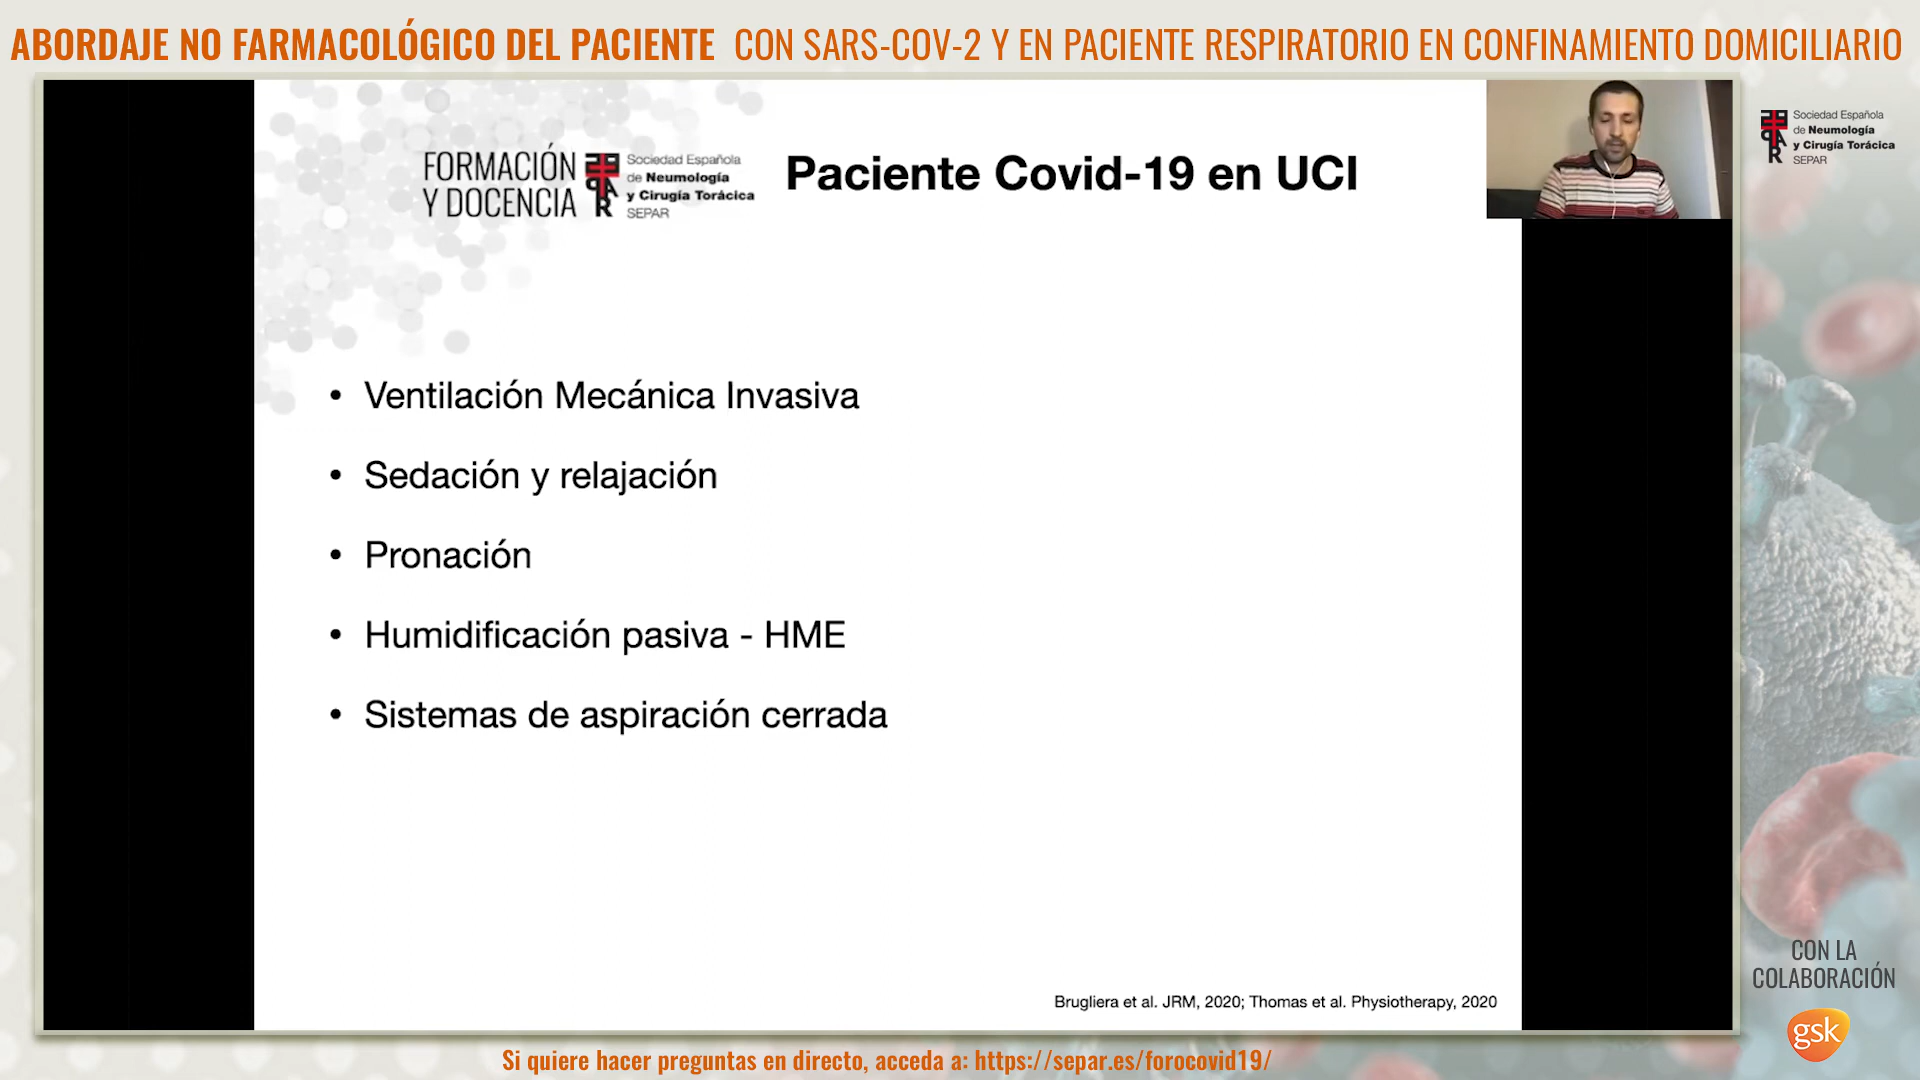 ABORDAJE NO FARMACOLÓGICO DEL PACIENTE CON SARS-COV-2 Y EN PACIENTE RESPIRATORIO EN CONFINAMIENTO DOMICILIARIO
FORMACIÓN
Y DOCENCIA
Sociedad Española
de Neumología
y Cirugía Torácica
SEPAR
Paciente Covid-19 en UCI
Sociedad Española
de Neumología
y Cirugía Torácica
SEPAR
• Ventilación Mecánica Invasiva
• Sedación y relajación
• Pronación
• Humidificación pasiva - HME
• Sistemas de aspiración cerrada
Brugliera et al. JRM, 2020; Thomas et al. Physiotherapy, 2020
CON LA
COLABORACIÓN
gsk
Si quiere hacer preguntas en directo, acceda a: https://separ.es/forocovid19/